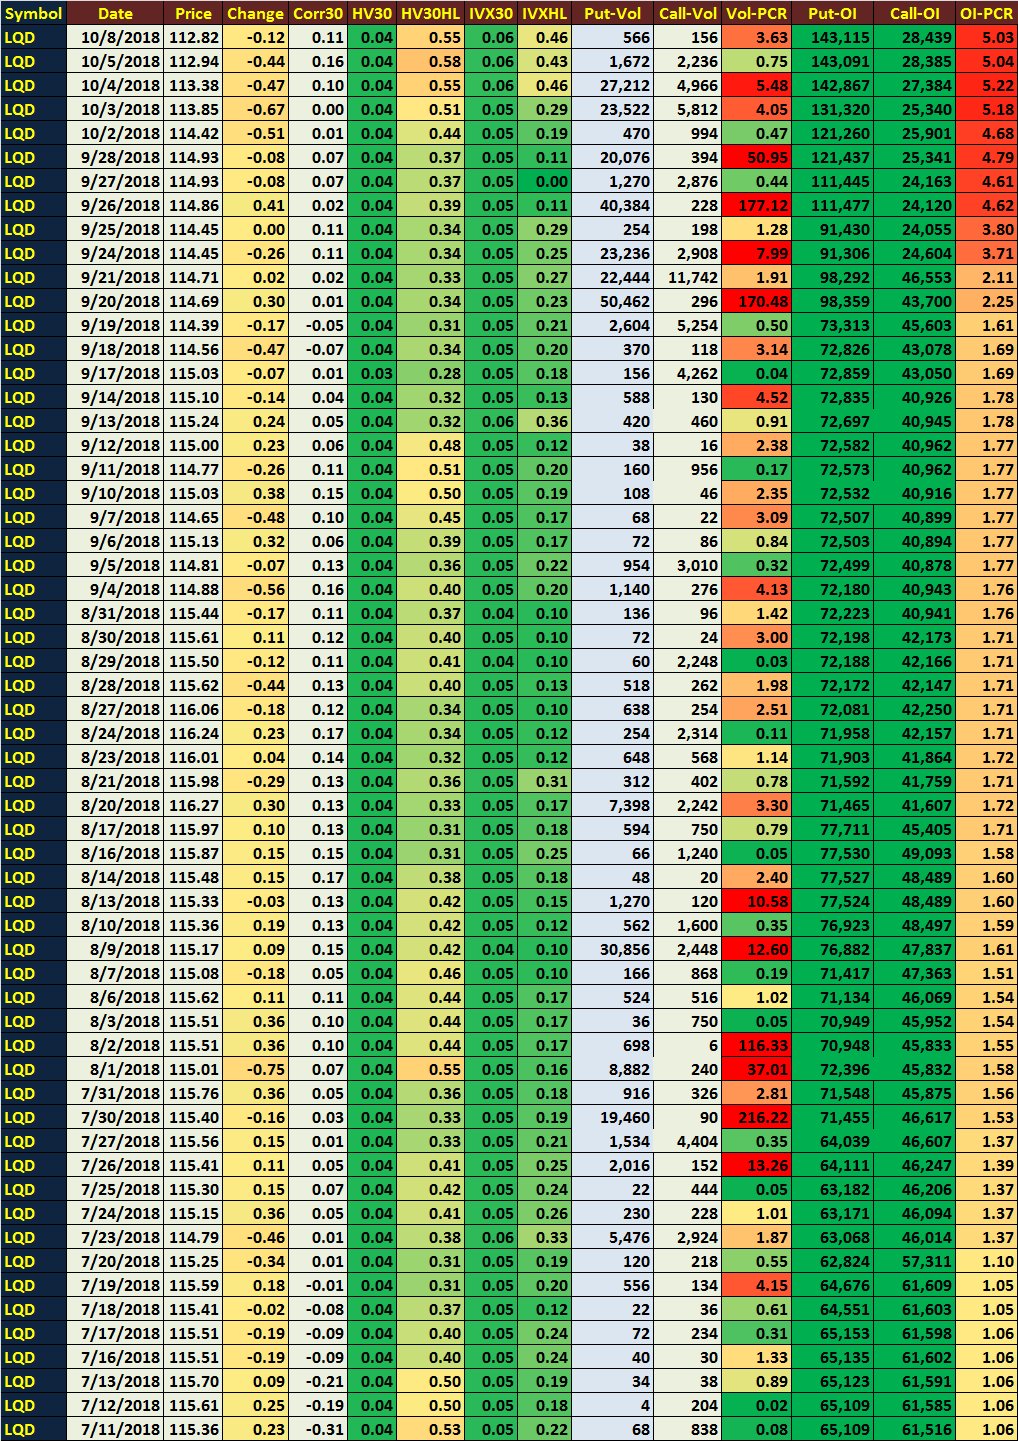 Symbol Date Price Change Corr30 HV30 HV30HL IVX30 IVXHL Put-Vol Call-Vol Vol-PCR Put-OI Call-OI OI-PCR
LQD 10/8/2018 112.82 -0.12 0.11 0.04 0.55 0.06 0.46 566 156 3.63 143,115 28,439 5.03
LQD 10/5/2018 112.94 -0.44 0.16 0.04 0.58 0.06 0.43 1,672 2,236 0.75 143,091 28,385 5.04
LQD 10/4/2018 113.38 -0.47 0.10 0.04 0.55 0.06 0.46 27,212 4,966 5.48 142,867 27,384 5.22
LQD 10/3/2018 113.85 -0.67 0.00 0.04 0.51 0.06 0.29 23,522 5,812 4.05 131,320 25,340 5.18
LQD 10/2/2018 114.42 -0.51 0.01 0.04 0.44 0.05 0.19 470 994 0.47 121,260 25,901 4.68
LQD 9/28/2018 114.93 -0.08 0.07 0.04 0.37 0.05 0.11 20,076 394 50.95 121,437 25,341 4.79
LQD 9/27/2018 114.93 -0.08 0.07 0.04 0.37 0.05 0.00 1,270 2,876 0.44 111,445 24,163 4.61
LQD 9/26/2018 114.86 0.41 0.02 0.04 0.39 0.05 0.11 40,384 228 177.12 111,477 24,120 4.62
LQD 9/25/2018 114.45 0.00 0.11 0.04 0.34 0.05 0.29 254 198 1.28 91,430 24,055 3.80
LQD 9/24/2018 114.45 -0.26 0.11 0.04 0.34 0.05 0.25 23,236 2,908 7.99 91,306 24,604 3.71
LQD 9/21/2018 114.71 0.02 0.02 0.04 0.33 0.05 0.27 22,444 11,742 1.91 98,292 46,553 2.11
LQD 9/20/2018 114.69 0.30 0.01 0.04 0.34 0.05 0.23 50,462 296 170.48 98,359 43,700 2.25
LQD 9/19/2018 114.39 -0.17 -0.05 0.04 0.31 0.05 0.21 2,604 5,254 0.50 73,313 45,603 1.61
LQD 9/18/2018 114.56 -0.47 -0.07 0.04 0.34 0.05 0.20 370 118 3.14 72,826 43,078 1.69
LQD 9/17/2018 115.03 -0.07 0.01 0.03 0.28 0.05 0.18 156 4,262 0.04 72,859 43,050 1.69
LQD 9/14/2018 115.10 -0.14 0.04 0.04 0.32 0.05 0.13 588 130 4.52 72,835 40,926 1.78
LQD 9/13/2018 115.24 0.24 0.05 0.04 0.32 0.06 0.36 420 460 0.91 72,697 40,945 1.78
LQD 9/12/2018 115.00 0.23 0.06 0.04 0.48 0.05 0.12 38 16 2.38 72,582 40,962 1.77
LQD 9/11/2018 114.77 -0.26 0.11 0.04 0.51 0.05 0.20 160 956 0.17 72,573 40,962 1.77
LQD 9/10/2018 115.03 0.38 0.15 0.04 0.50 0.05 0.19 108 46 2.35 72,532 40,916 1.77
LQD 9/7/2018 114.65 -0.48 0.10 0.04 0.45 0.05 0.17 68 22 3.09 72,507 40,899 1.77
LQD 9/6/2018 115.13 0.32 0.06 0.04 0.39 0.05 0.17 72 86 0.84 72,503 40,894 1.77
LQD 9/5/2018 114.81 -0.07 0.13 0.04 0.36 0.05 0.22 954 3,010 0.32 72,499 40,878 1.77
LQD 9/4/2018 114.88 -0.56 0.16 0.04 0.40 0.05 0.20 1,140 276 4.13 72,180 40,943 1.76
LQD 8/31/2018 115.44 -0.17 0.11 0.04 0.37 0.04 0.10 136 96 1.42 72,223 40,941 1.76
LQD 8/30/2018 115.61 0.11 0.12 0.04 0.40 0.05 0.10 72 24 3.00 72,198 42,173 1.71
LQD 8/29/2018 115.50 -0.12 0.11 0.04 0.41 0.04 0.10 60 2,248 0.03 72,188 42,166 1.71
LQD 8/28/2018 115.62 -0.44 0.13 0.04 0.40 0.05 0.13 518 262 1.98 72,172 42,147 1.71
LQD 8/27/2018 116.06 -0.18 0.12 0.04 0.34 0.05 0.10 638 254 2.51 72,081 42,250 1.71
LQD 8/24/2018 116.24 0.23 0.17 0.04 0.34 0.05 0.12 254 2,314 0.11 71,958 42,157 1.71
LQD 8/23/2018 116.01 0.04 0.14 0.04 0.32 0.05 0.12 648 568 1.14 71,903 41,864 1.72
LQD 8/21/2018 115.98 -0.29 0.13 0.04 0.36 0.05 0.31 312 402 0.78 71,592 41,759 1.71
LQD 8/20/2018 116.27 0.30 0.13 0.04 0.33 0.05 0.17 7,398 2,242 3.30 71,465 41,607 1.72
LQD 8/17/2018 115.97 0.10 0.13 0.04 0.31 0.05 0.18 594 750 0.79 77,711 45,405 1.71
LQD 8/16/2018 115.87 0.15 0.15 0.04 0.31 0.05 0.25 66 1,240 0.05 77,530 49,093 1.58
LQD 8/14/2018 115.48 0.15 0.17 0.04 0.38 0.05 0.18 48 20 2.40 77,527 48,489 1.60
LQD 8/13/2018 115.33 -0.03 0.13 0.04 0.42 0.05 0.15 1,270 120 10.58 77,524 48,489 1.60
LQD 8/10/2018 115.36 0.19 0.13 0.04 0.42 0.05 0.12 562 1,600 0.35 76,923 48,497 1.59
LQD 8/9/2018 115.17 0.09 0.15 0.04 0.42 0.04 0.10 30,856 2,448 12.60 76,882 47,837 1.61
LQD 8/7/2018 115.08 -0.18 0.05 0.04 0.46 0.05 0.10 166 868 0.19 71,417 47,363 1.51
LQD 8/6/2018 115.62 0.11 0.11 0.04 0.44 0.05 0.17 524 516 1.02 71,134 46,069 1.54
LQD 8/3/2018 115.51 0.36 0.10 0.04 0.44 0.05 0.17 36 750 0.05 70,949 45,952 1.54
LQD 8/2/2018 115.51 0.36 0.10 0.04 0.44 0.05 0.17 698 6 116.33 70,948 45,833 1.55
LQD 8/1/2018 115.01 -0.75 0.07 0.04 0.55 0.05 0.16 8,882 240 37.01 72,396 45,832 1.58
LQD 7/31/2018 115.76 0.36 0.05 0.04 0.36 0.05 0.18 916 326 2.81 71,548 45,875 1.56
LQD 7/30/2018 115.40 -0.16 0.03 0.04 0.33 0.05 0.19 19,460 90 216.22 71,455 46,617 1.53
LQD 7/27/2018 115.56 0.15 0.01 0.04 0.33 0.05 0.21 1,534 4,404 0.35 64,039 46,607 1.37
LQD 7/26/2018 115.41 0.11 0.05 0.04 0.41 0.05 0.25 2,016 152 13.26 64,111 46,247 1.39
LQD 7/25/2018 115.30 0.15 0.07 0.04 0.42 0.05 0.24 22 444 0.05 63,182 46,206 1.37
LQD 7/24/2018 115.15 0.36 0.05 0.04 0.41 0.05 0.26 230 228 1.01 63,171 46,094 1.37
LQD 7/23/2018 114.79 -0.46 0.01 0.04 0.38 0.06 0.33 5,476 2,924 1.87 63,068 46,014 1.37
LQD 7/20/2018 115.25 -0.34 0.01 0.04 0.31 0.05 0.19 120 218 0.55 62,824 57,311 1.10
LQD 7/19/2018 115.59 0.18 -0.01 0.04 0.31 0.05 0.20 556 134 4.15 64,676 61,609 1.05
LQD 7/18/2018 115.41 -0.02 -0.08 0.04 0.37 0.05 0.12 22 36 0.61 64,551 61,603 1.05
LQD 7/17/2018 115.51 -0.19 -0.09 0.04 0.40 0.05 0.24 72 234 0.31 65,153 61,598 1.06
LQD 7/16/2018 115.51 -0.19 -0.09 0.04 0.40 0.05 0.24 40 30 1.33 65,135 61,602 1.06
LQD 7/13/2018 115.70 0.09 -0.21 0.04 0.50 0.05 0.19 34 38 0.89 65,123 61,591 1.06
LQD 7/12/2018 115.61 0.25 -0.19 0.04 0.50 0.05 0.18 4 204 0.02 65,109 61,585 1.06
LQD 7/11/2018 115.36 0.23 -0.31 0.04 0.53 0.05 0.22 68 838 0.08 65,109 61,516 1.06